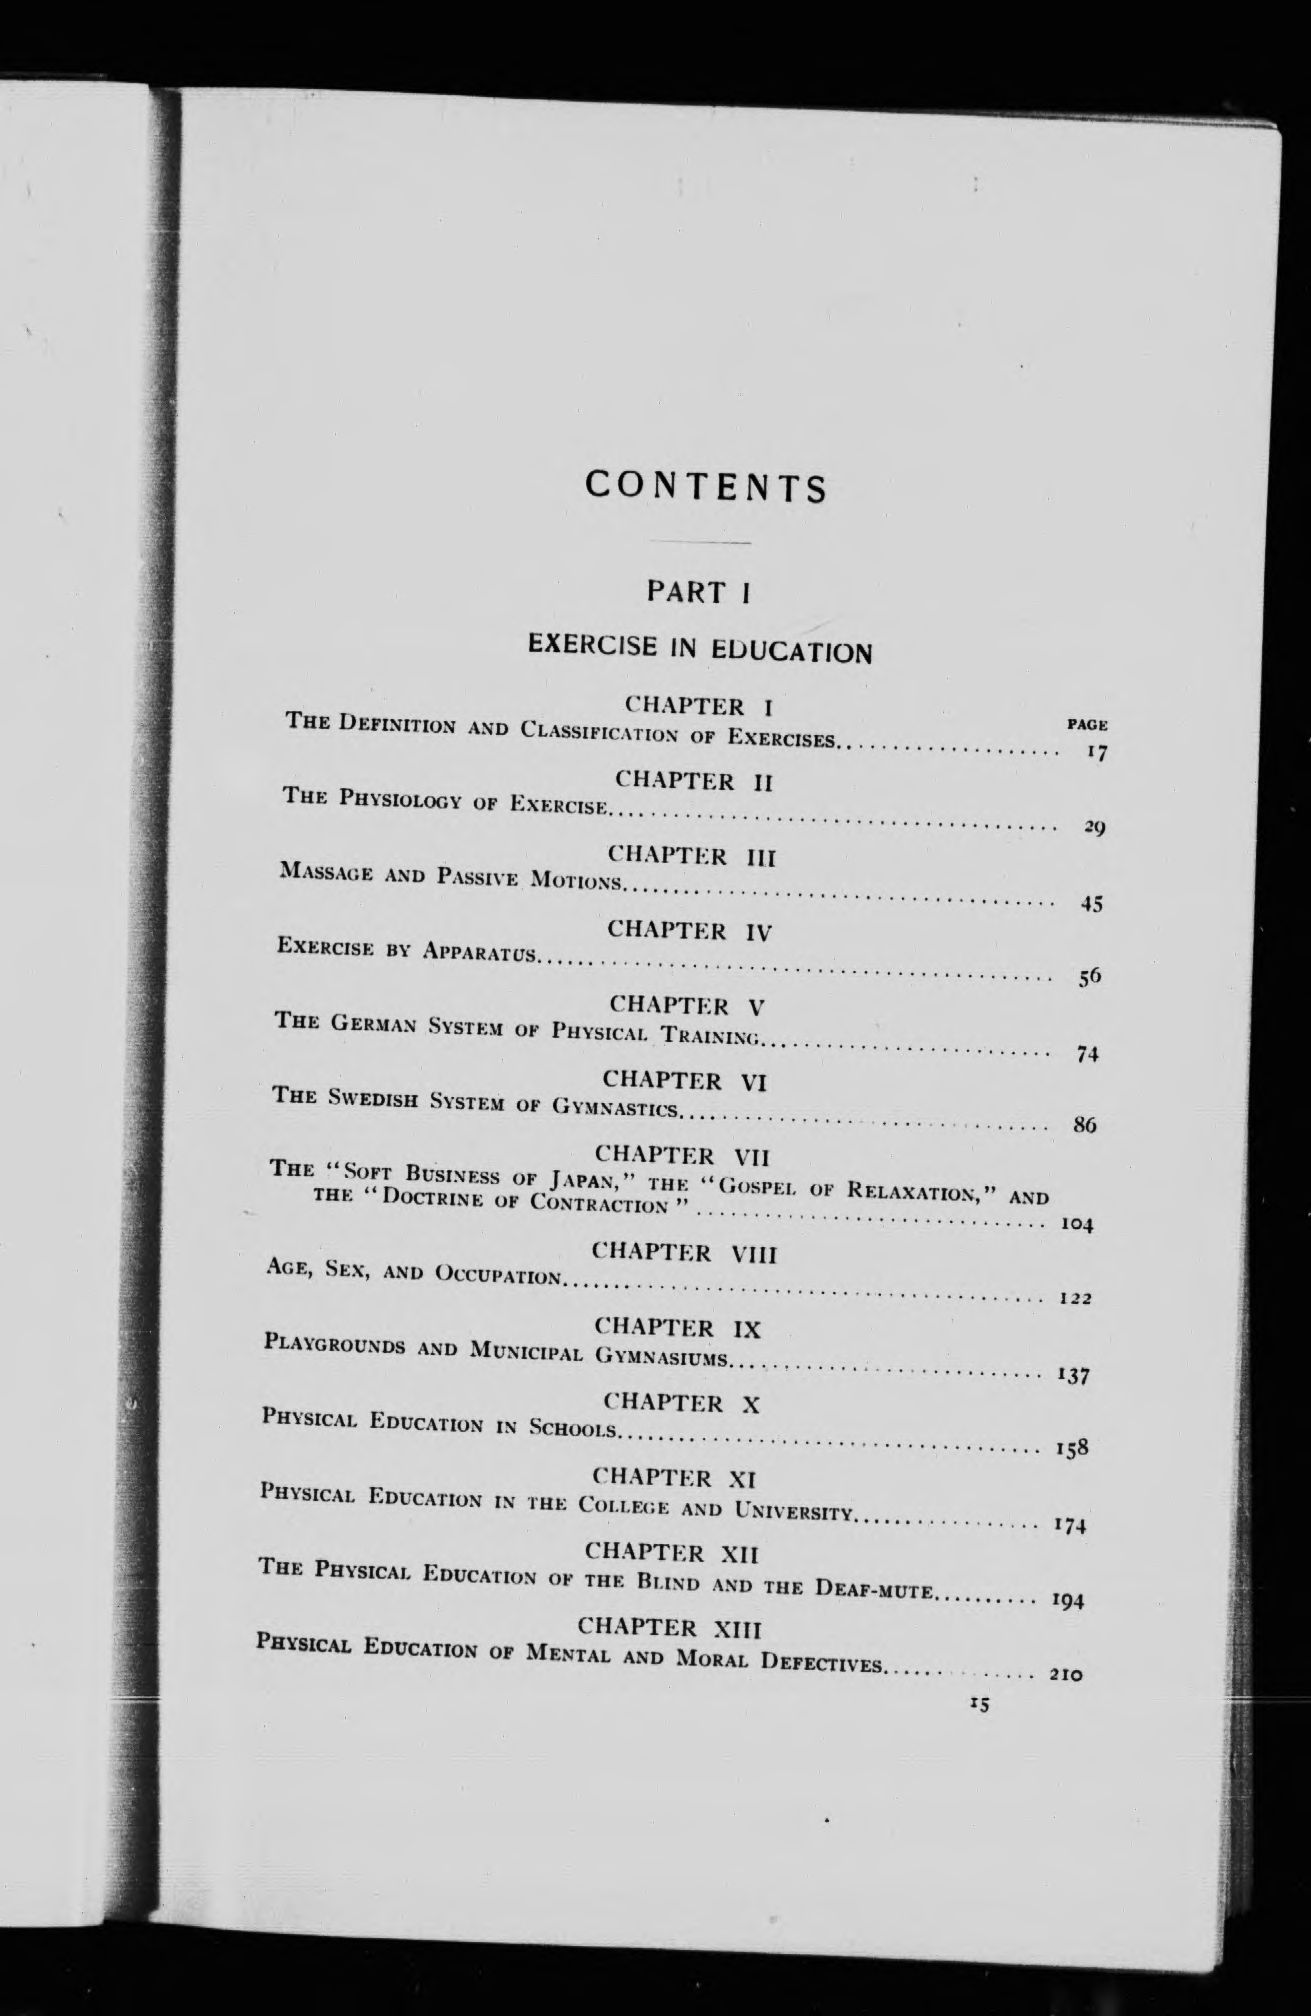 CONTENTS
PART I
EXERCISE IN EDUCATION
CHAPTER I
PAGE
The Definition and Classification of Exercises.................... 17
CHAPTER II
The Physiology of Exercise........................................ 29
CHAPTER III
Massage and Passive Motions....................................... 45
CHAPTER IV
Exercise by Apparatus............................................. 56
CHAPTER V
The German System of Physical Training............................ 74
CHAPTER VI
The Swedish System of Gymnastics.................................. 86
CHAPTER VII
The "Soft Business of Japan," the "Gospel of Relaxation," and
the "Doctrine of Contraction" .................................. 104
CHAPTER VIII
Age, Sex, and Occupation.......................................... 122
CHAPTER IX
Playgrounds and Municipal Gymnasiums.............................. 137
CHAPTER X
Physical Education in Schools..................................... 158
CHAPTER XI
Physical Education in the College and University.................. 174
CHAPTER XII
The Physical Education of the Blind and the Deaf-mute.......... 194
CHAPTER XIII
Physical Education of Mental and Moral Defectives.............. 210
15